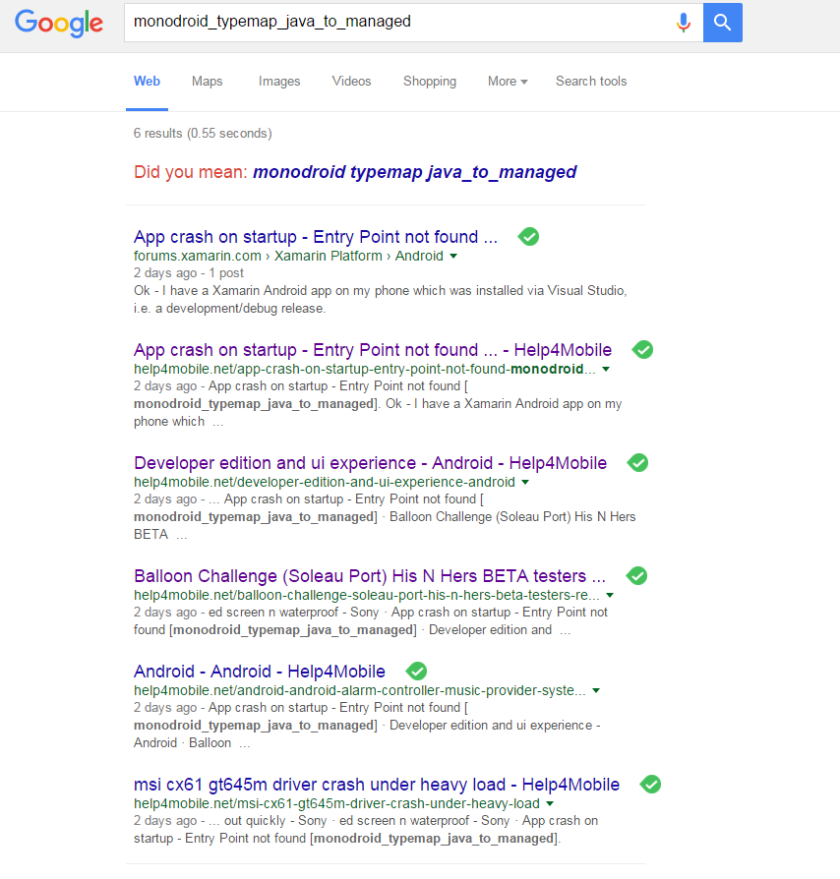 Google
monodroid_typemap_java_to_managed
Web Maps Images Videos Shopping More Search tools
6 results (0.55 seconds)
Did you mean: monodroid typemap java_to_managed
App crash on startup - Entry Point not found ...
forums.xamarin.com › Xamarin Platform › Android
2 days ago - 1 post
Ok - I have a Xamarin Android app on my phone which was installed via Visual Studio,
i.e. a development/debug release.
App crash on startup - Entry Point not found ... - Help4Mobile
help4mobile.net/app-crash-on-startup-entry-point-not-found-monodroid...
2 days ago - App crash on startup - Entry Point not found [
monodroid_typemap_java_to_managed]. Ok - I have a Xamarin Android app on my
phone which ...
Developer edition and ui experience - Android - Help4Mobile
help4mobile.net/developer-edition-and-ui-experience-android
2 days ago - ... App crash on startup - Entry Point not found [
monodroid_typemap_java_to_managed] · Balloon Challenge (Soleau Port) His N Hers
BETA ...
Balloon Challenge (Soleau Port) His N Hers BETA testers ...
help4mobile.net/balloon-challenge-soleau-port-his-n-hers-beta-testers-re...
2 days ago - ed screen n waterproof - Sony · App crash on startup - Entry Point not
found [monodroid_typemap_java_to_managed] · Developer edition and ...
Android - Android - Help4Mobile
help4mobile.net/android-android-alarm-controller-music-provider-syste...
2 days ago - App crash on startup - Entry Point not found [
monodroid_typemap_java_to_managed] · Developer edition and ui experience -
Android · Balloon ...
msi cx61 gt645m driver crash under heavy load - Help4Mobile
help4mobile.net/msi-cx61-gt645m-driver-crash-under-heavy-load
2 days ago - ... out quickly - Sony · ed screen n waterproof - Sony · App crash on
startup - Entry Point not found [monodroid_typemap_java_to_managed].